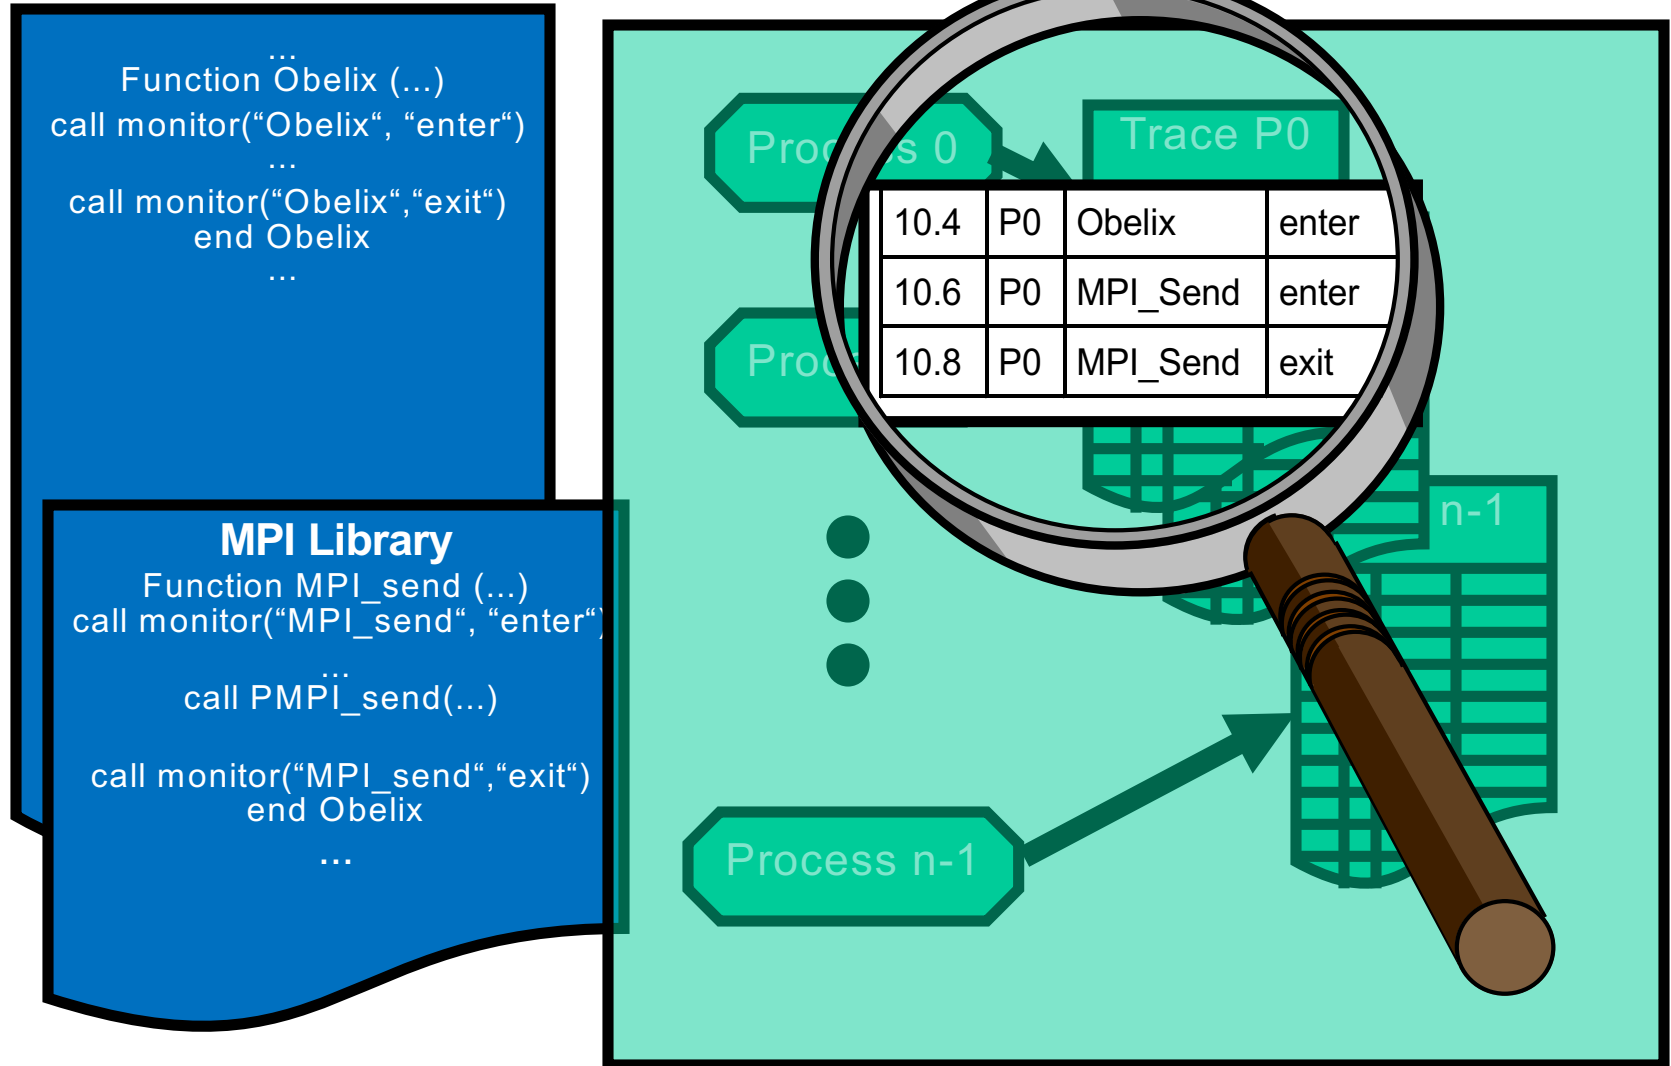 ...
Function Obelix (...)
call monitor(“Obelix“, “enter“)
...
call monitor(“Obelix“,“exit“)
end Obelix
...
MPI Library
Function MPI_send (...)
call monitor(“MPI_send“, “enter“)
...
call PMPI_send(...)
call monitor(“MPI_send“,“exit“)
end Obelix
...
Process 0
Trace P0
10.4 P0 Obelix enter
10.6 P0 MPI_Send enter
10.8 P0 MPI_Send exit
n-1
Process n-1